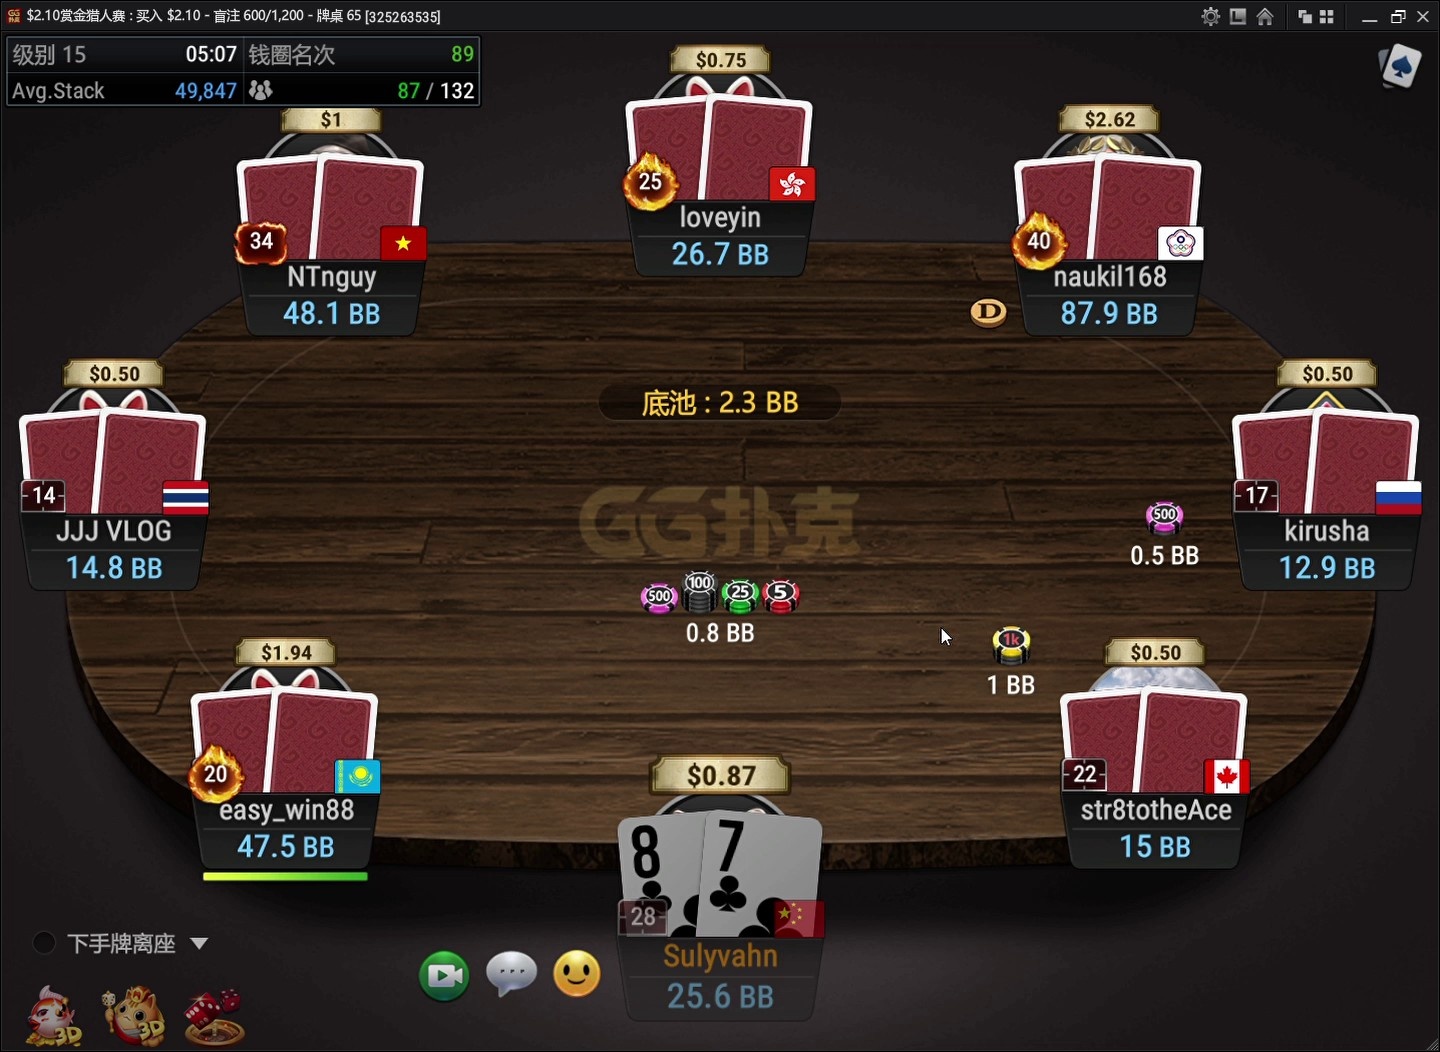 $2.10赏金猎人赛 : 买入 $2.10 - 盲注 600/1,200 - 牌桌 65 [325263535]
级别 15 05:07 钱圈名次 89
Avg.Stack 49,847 87 / 132
$0.75
25
loveyin
26.7 BB
$1
34
NTnguy
48.1 BB
$2.62
40
naukil168
87.9 BB
D
$0.50
14
JJJ VLOG
14.8 BB
底池 : 2.3 BB
$0.50
17
kirusha
12.9 BB
GG扑克
500
0.5 BB
500 100 25 5
0.8 BB
1k
1 BB
$1.94
20
easy_win88
47.5 BB
$0.50
22
str8totheAce
15 BB
$0.87
8 7
28
Sulyvahn
25.6 BB
下手牌离座
3D 3D